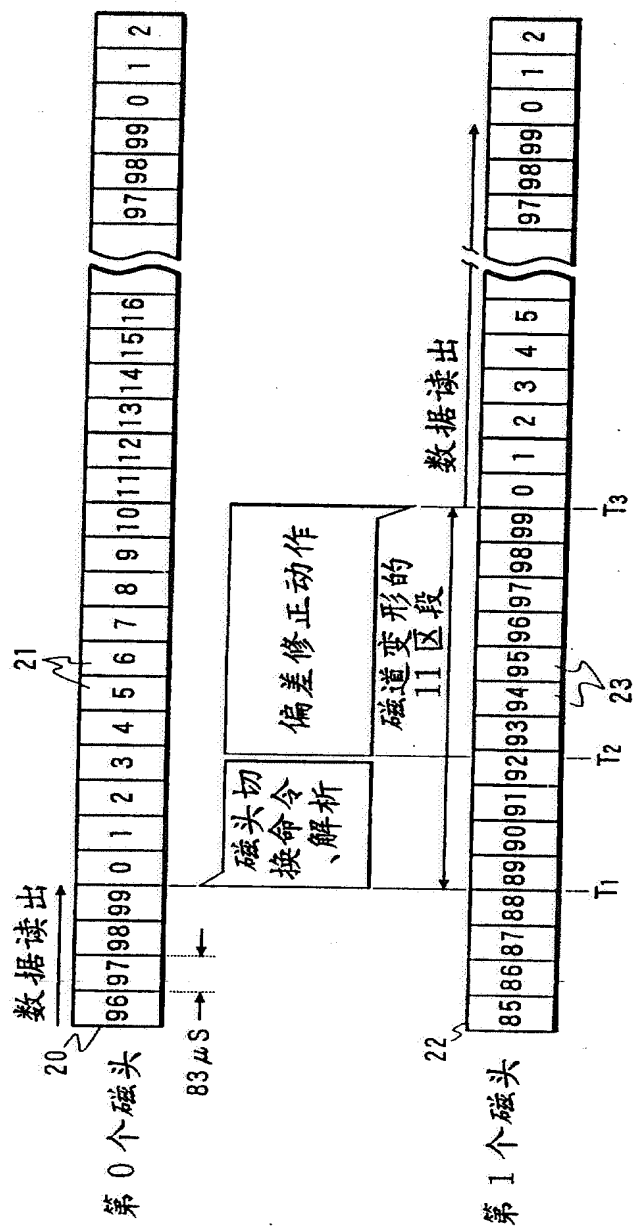 第 0 个磁头
20
数据读出
96 97 98 99 0 1 2 3 4 5 6 7 8 9 10 11 12 13 14 15 16 97 98 99 0 1 2
21
83μS
磁头切
换命令
、解析
偏差修正动作
磁道变形的
11 区段
数据读出
第 1 个磁头
22
85 86 87 88 89 90 91 92 93 94 95 96 97 98 99 0 1 2 3 4 5 97 98 99 0 1 2
23
T1
T2
T3